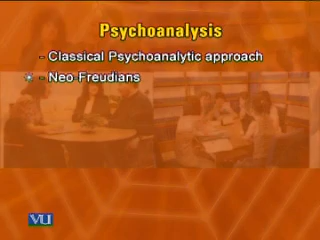 Psychoanalysis
- Classical Psychoanalytic approach
- Neo Freudians
VU